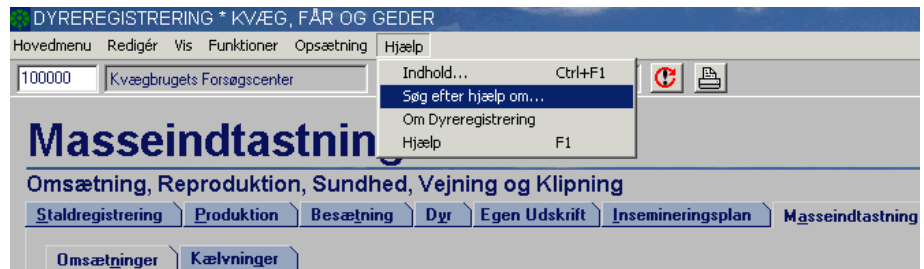 DYREREGISTRERING * KVÆG, FÅR OG GEDER
Hovedmenu Redigér Vis Funktioner Opsætning Hjælp
100000 Kvægbrugets Forsøgscenter
Indhold... Ctrl+F1
Søg efter hjælp om...
Om Dyreregistrering
Hjælp F1
Masseindtastnin
Omsætning, Reproduktion, Sundhed, Vejning og Klipning
Staldregistrering Produktion Besætning Dyr Egen Udskrift Insemineringsplan Masseindtastning
Omsætninger Kælvninger